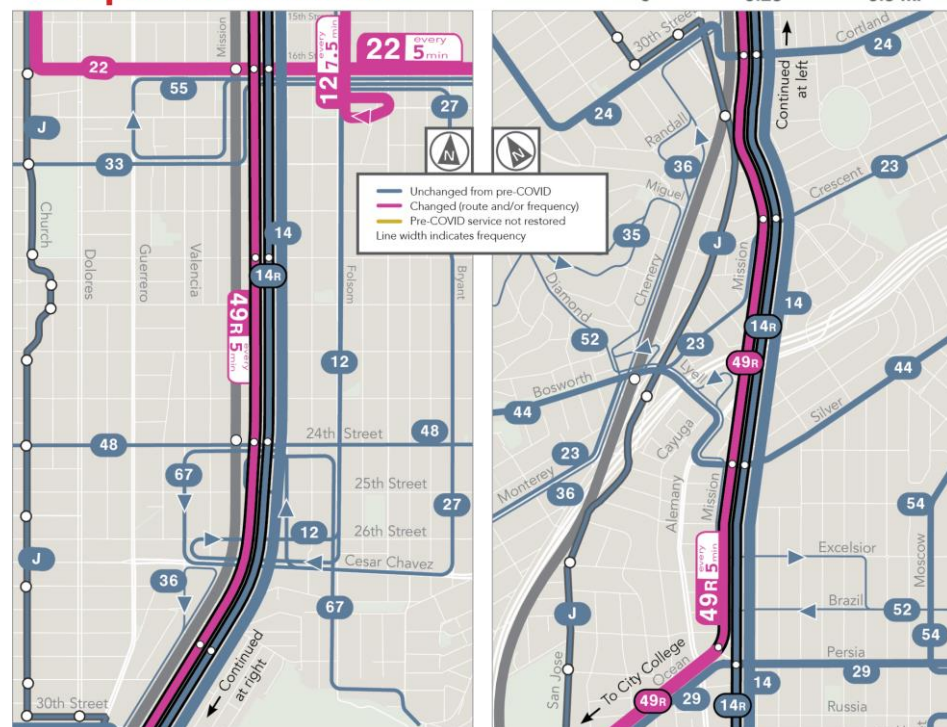 Mission
15th Street
22
every
7.5 min
12
22 every
5 min
55
27
J
33
Church
Dolores
Guerrero
Valencia
14
14R
Folsom
Bryant
49R every
5 min
12
48
24th Street
48
67
25th Street
27
12
26th Street
Cesar Chavez
36
67
J
Continued
at right
30th Street
N
N
Unchanged from pre-COVID
Changed (route and/or frequency)
Pre-COVID service not restored
Line width indicates frequency
30th Street
Cortland
24
Continued
at left
24
Randall
36
Miguel
23
Crescent
35
J
Mission
Chenery
Diamond
14
14R
52
23
49R
Lyell
44
Bosworth
44
Silver
Cayuga
23
Monterey
36
Alemany
Mission
54
49R every
5 min
Excelsior
Moscow
J
Brazil
52
54
Persia
To City College
Ocean
29
29
14
San Jose
49R
14R
Russia